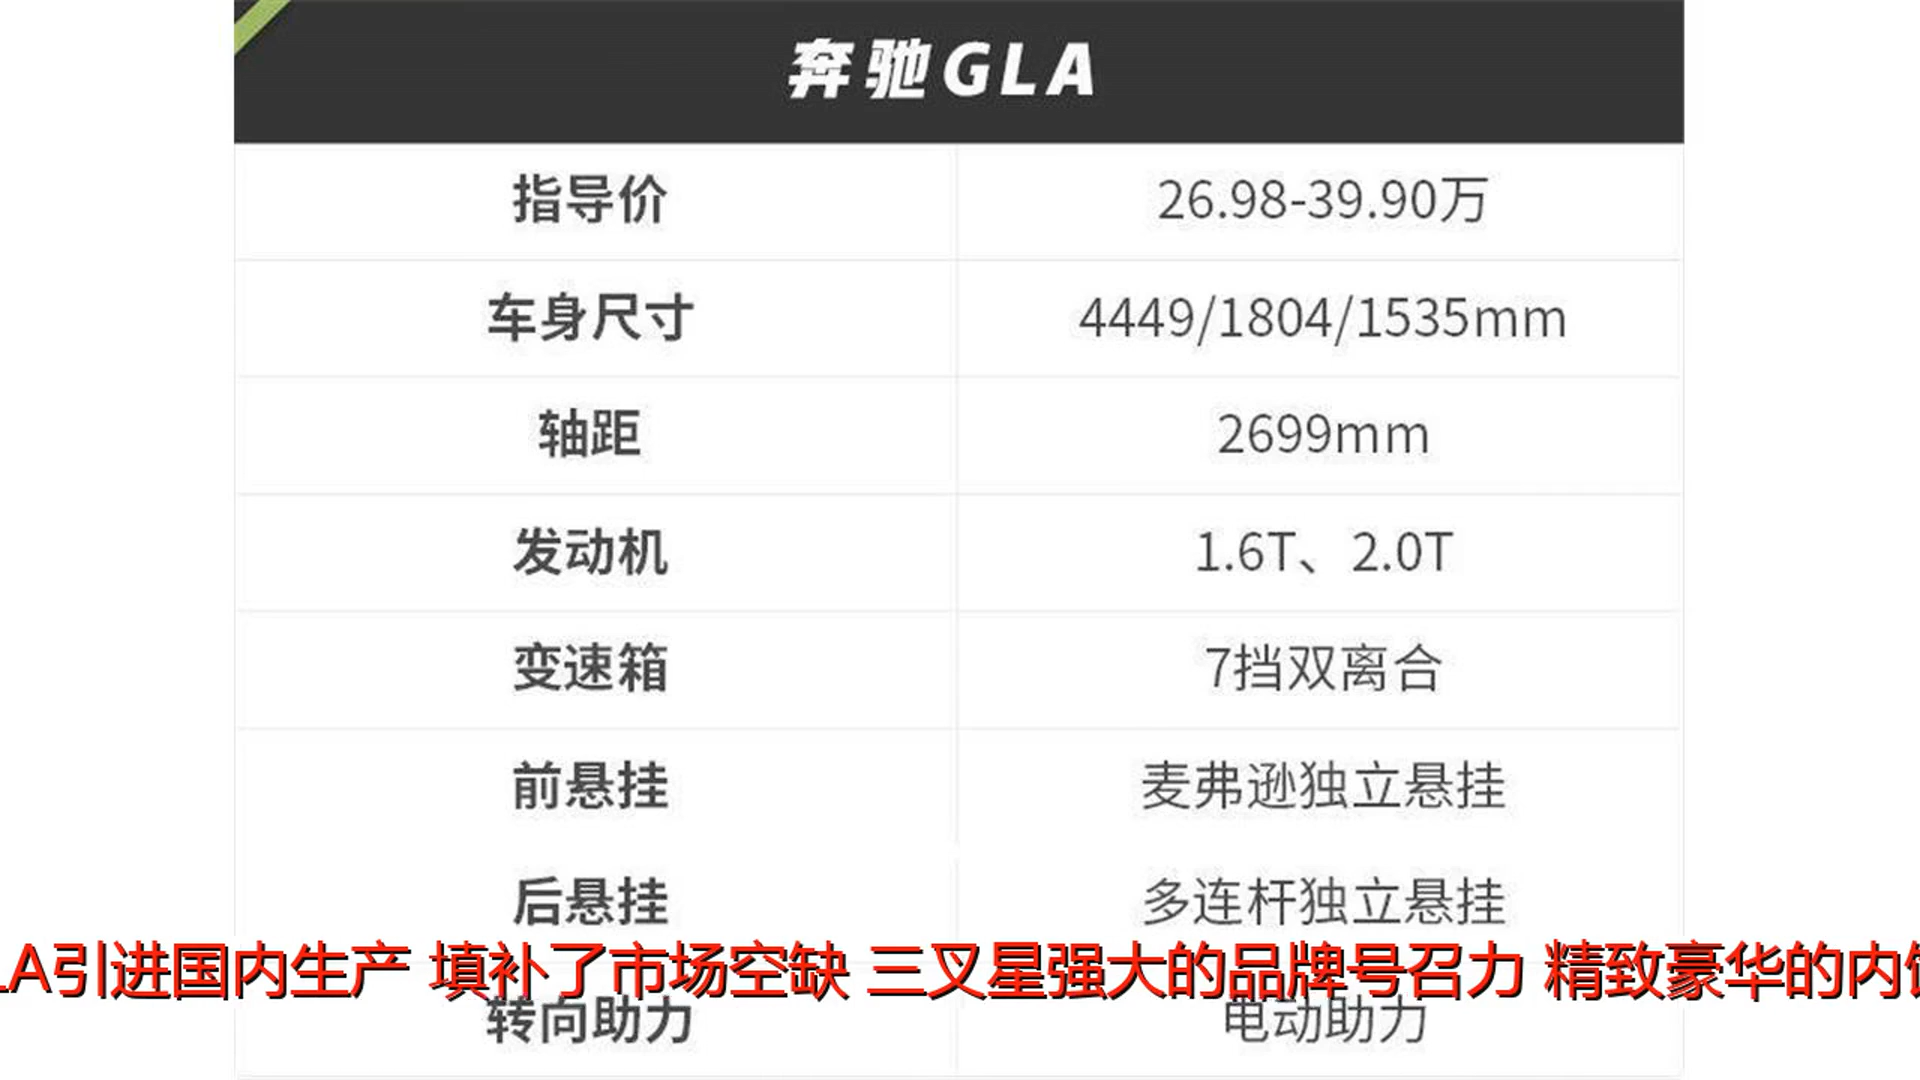 奔驰GLA
指导价 26.98-39.90万
车身尺寸 4449/1804/1535mm
轴距 2699mm
发动机 1.6T、2.0T
变速箱 7挡双离合
前悬挂 麦弗逊独立悬挂
后悬挂 多连杆独立悬挂
LA引进国内生产 填补了市场空缺 三叉星强大的品牌号召力 精致豪华的内饰
转向助力 电动助力